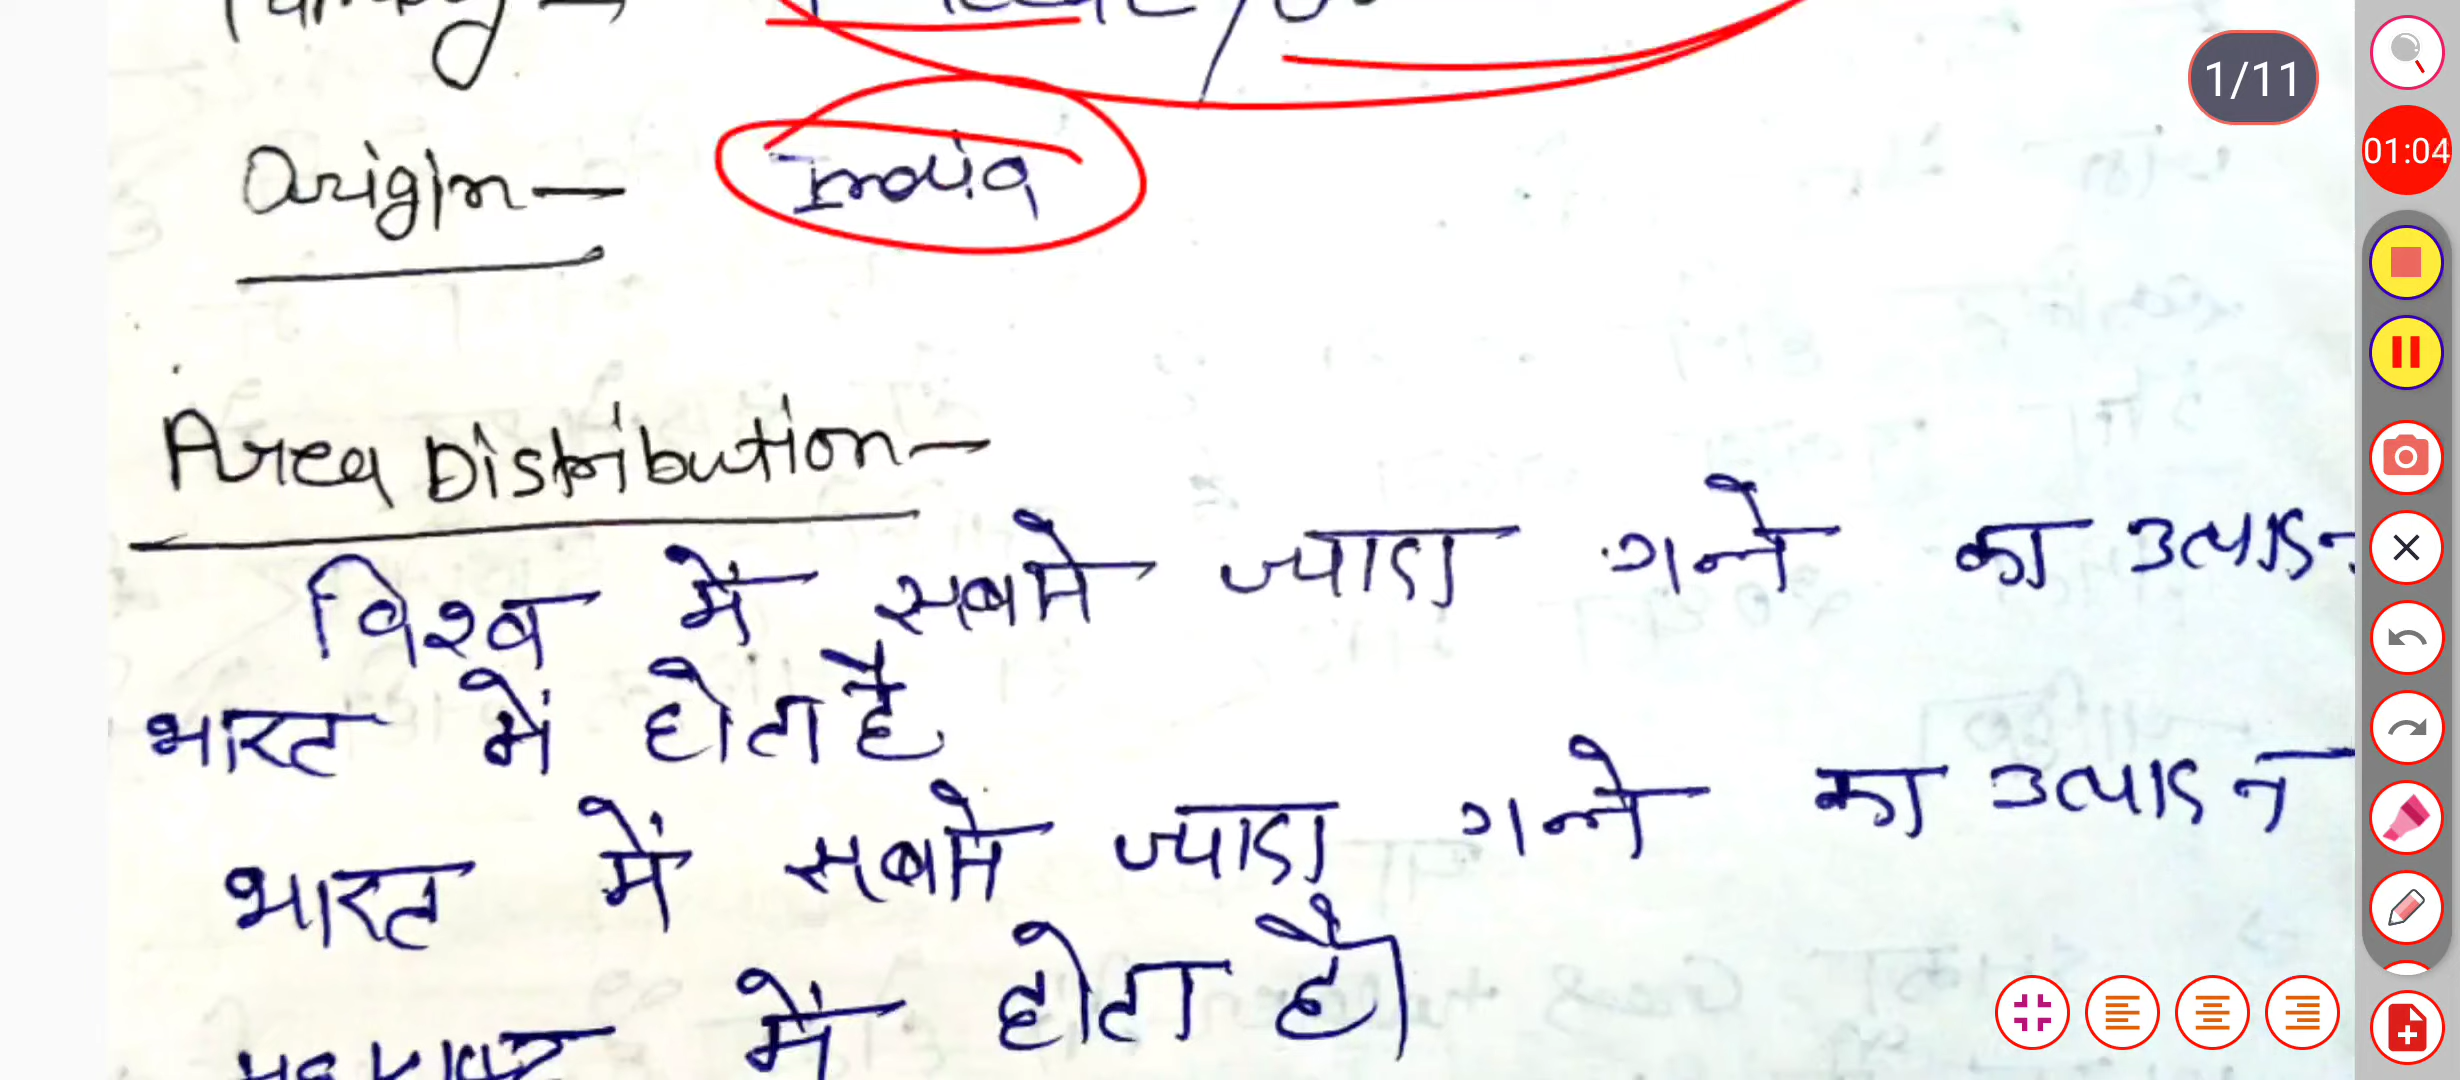 1/11
01:04
Origin—
India
Area Distribution—
विश्व में सबसे ज्यादा गन्ने का उत्पादन
भारत में होता है
भारत में सबसे ज्यादा गन्ने का उत्पादन
में होता है।